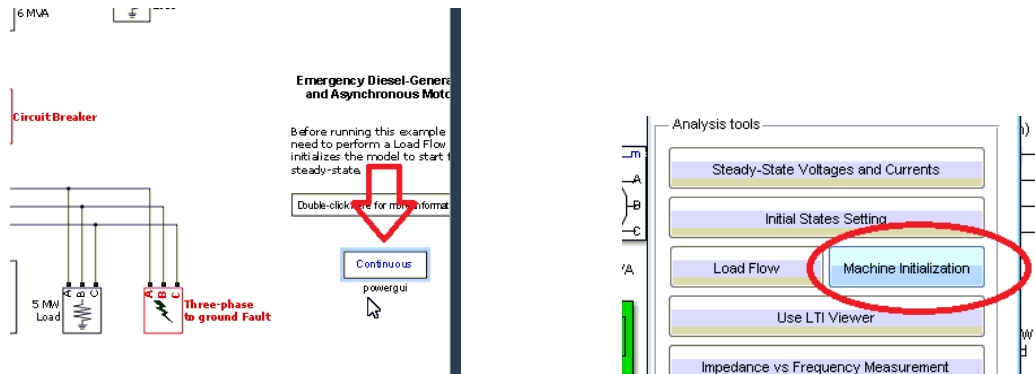 6 MVA
Circuit Breaker
Emergency Diesel-Genera
and Asynchronous Moto
Before running this example
need to perform a Load Flow
initializes the model to start
steady-state.
Double-click here for more informat
Continuous
powergui
A
B
C
5 MW
Load
A
B
C
Three-phase
to ground Fault
Analysis tools
m
A
B
C
Steady-State Voltages and Currents
Initial States Setting
Load Flow
Machine Initialization
Use LTI Viewer
Impedance vs Frequency Measurement